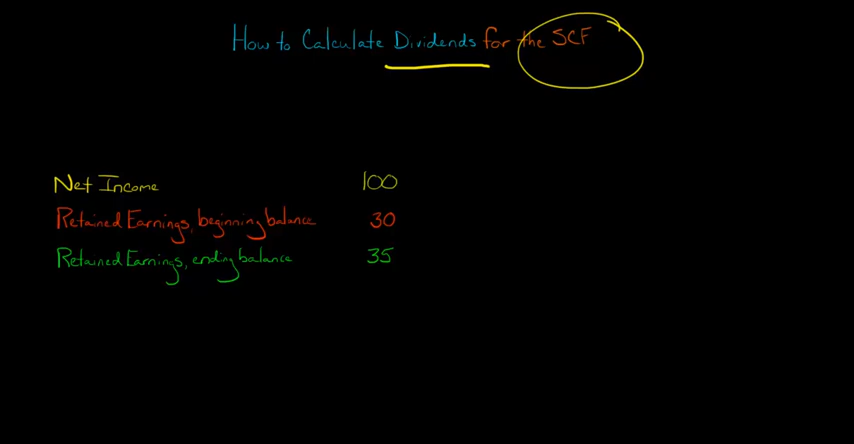 How to Calculate Dividends for the SCF
Net Income 100
Retained Earnings, beginning balance 30
Retained Earnings, ending balance 35